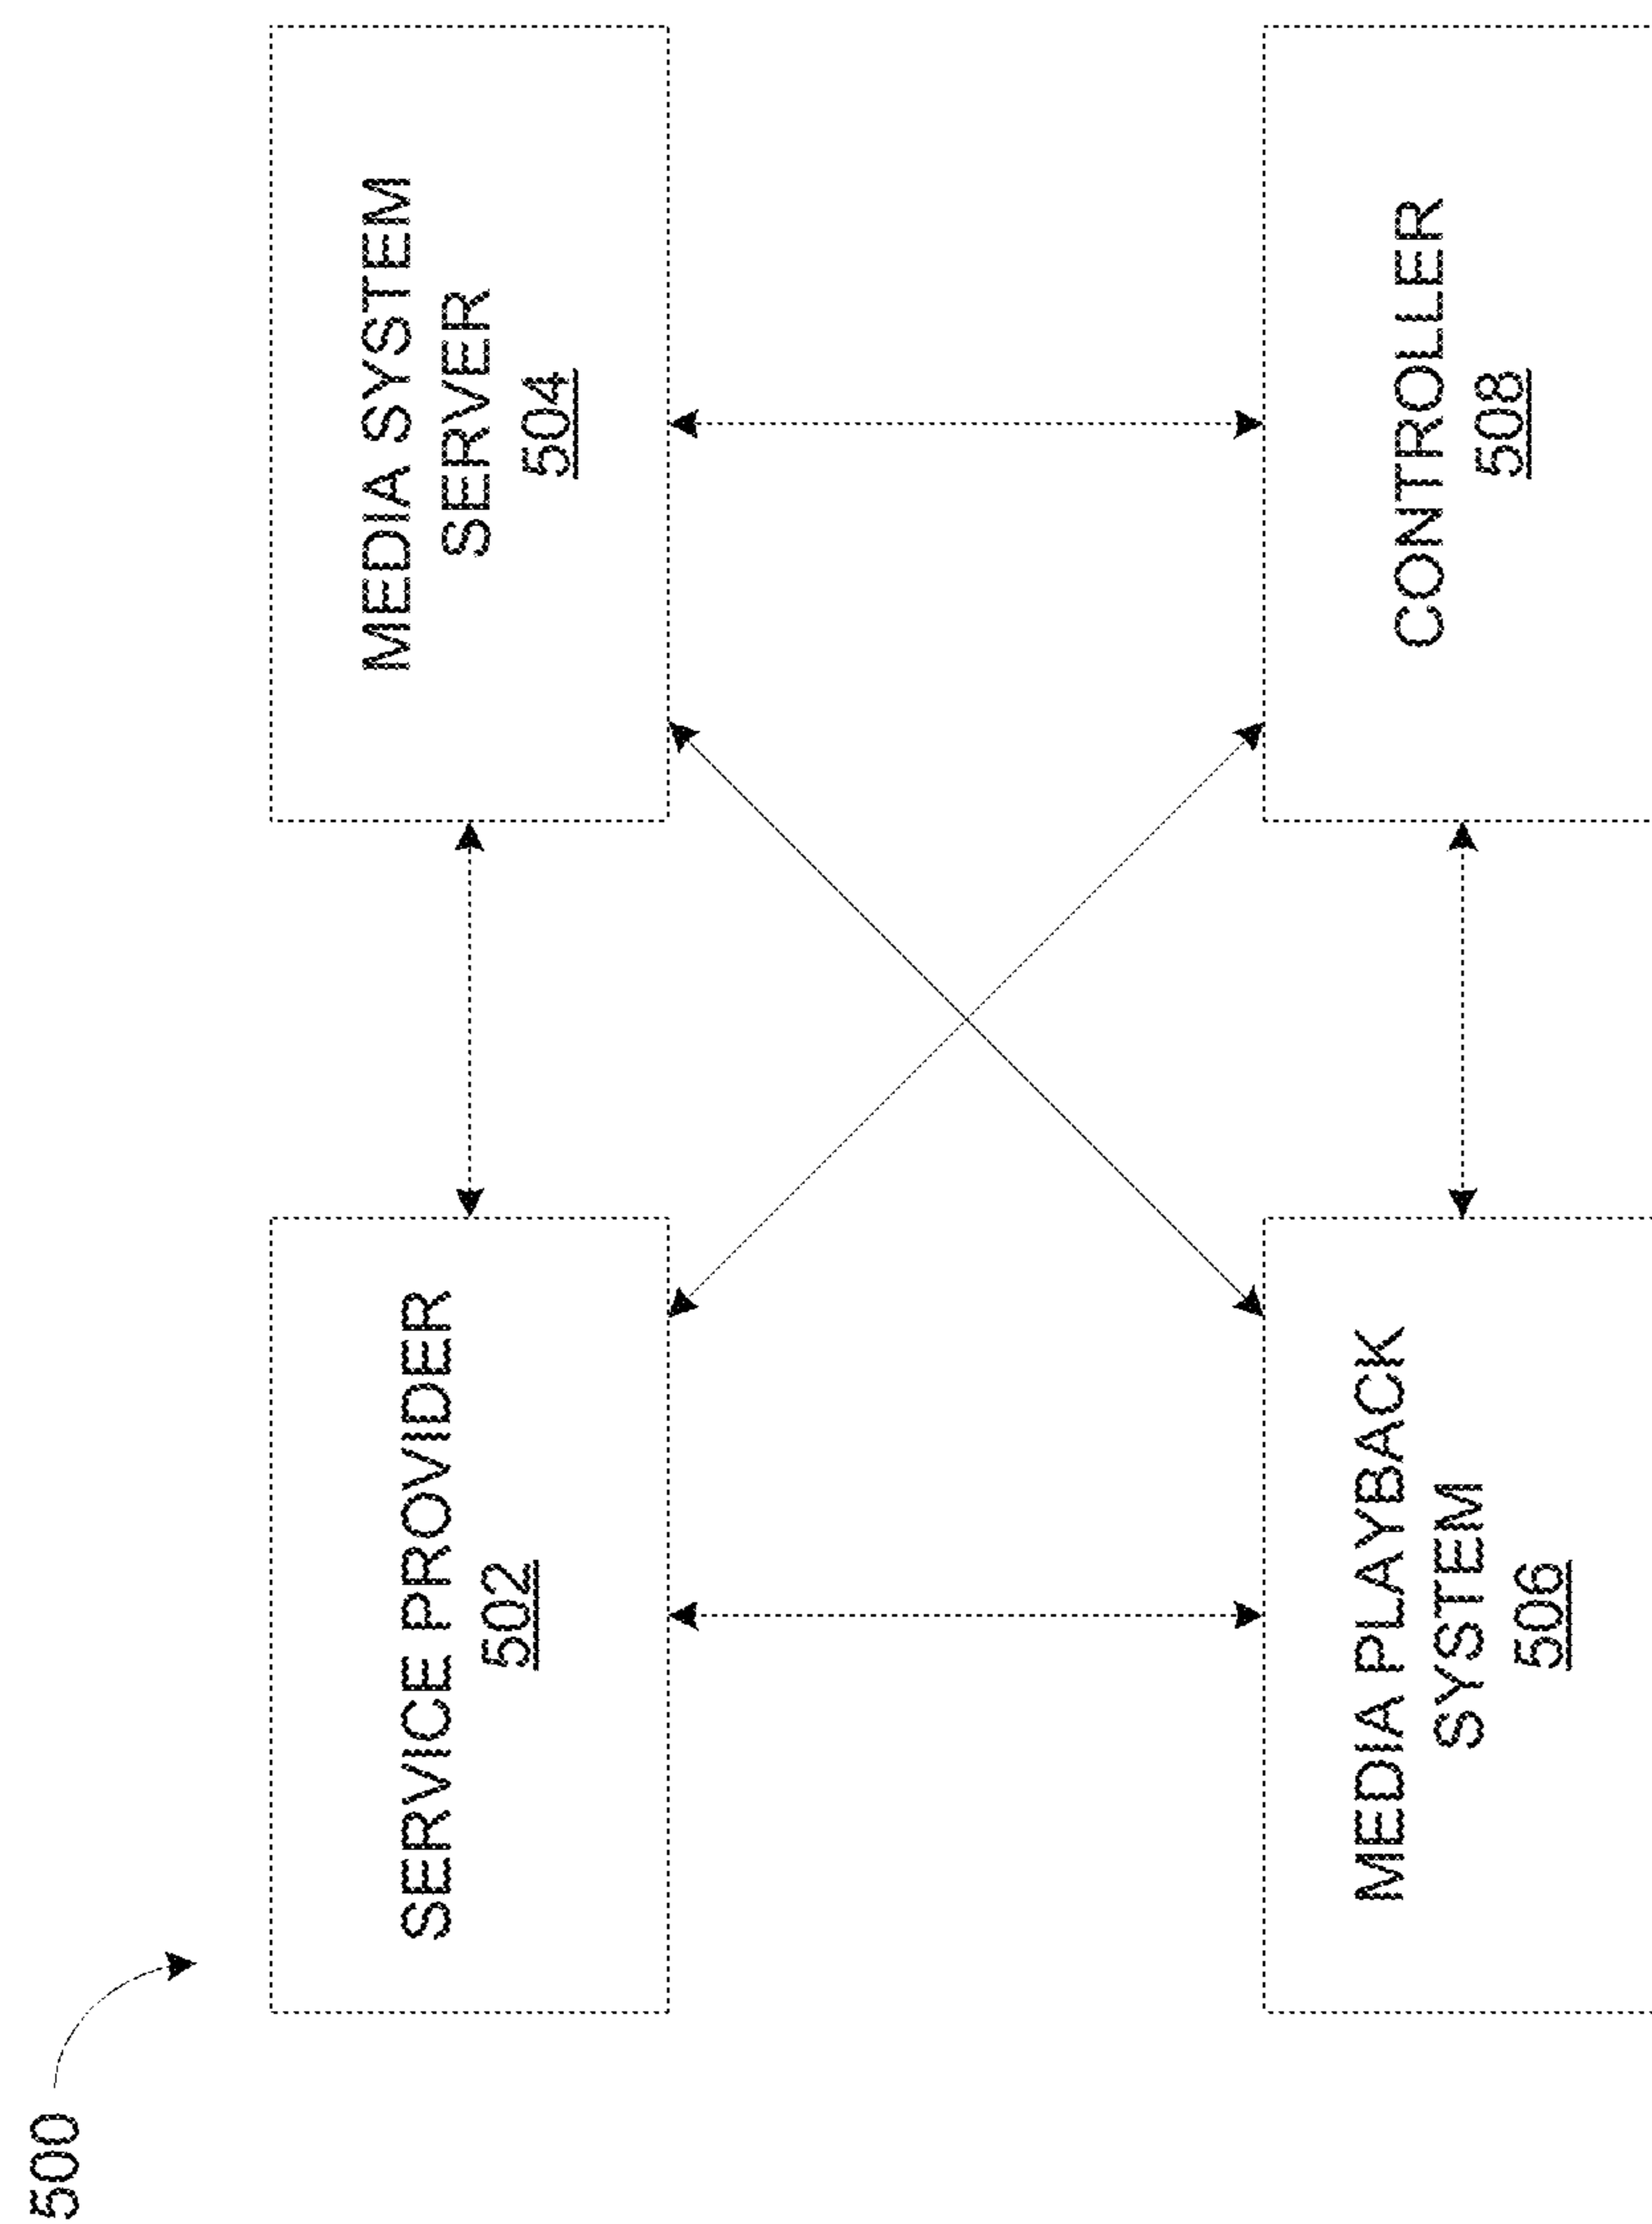 500
SERVICE PROVIDER
502
MEDIA SYSTEM
SERVER
504
MEDIA PLAYBACK
SYSTEM
506
CONTROLLER
508